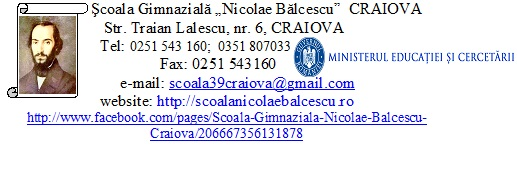 Şcoala Gimnazială „Nicolae Bălcescu” CRAIOVA
Str. Traian Lalescu, nr. 6, CRAIOVA
Tel: 0251 543 160; 0351 807033
Fax: 0251 543160
MINISTERUL EDUCAȚIEI ȘI CERCETĂRII
e-mail: scoala39craiova@gmail.com
website: http://scoalanicolaebalcescu.ro
http://www.facebook.com/pages/Scoala-Gimnaziala-Nicolae-Balcescu-
Craiova/206667356131878